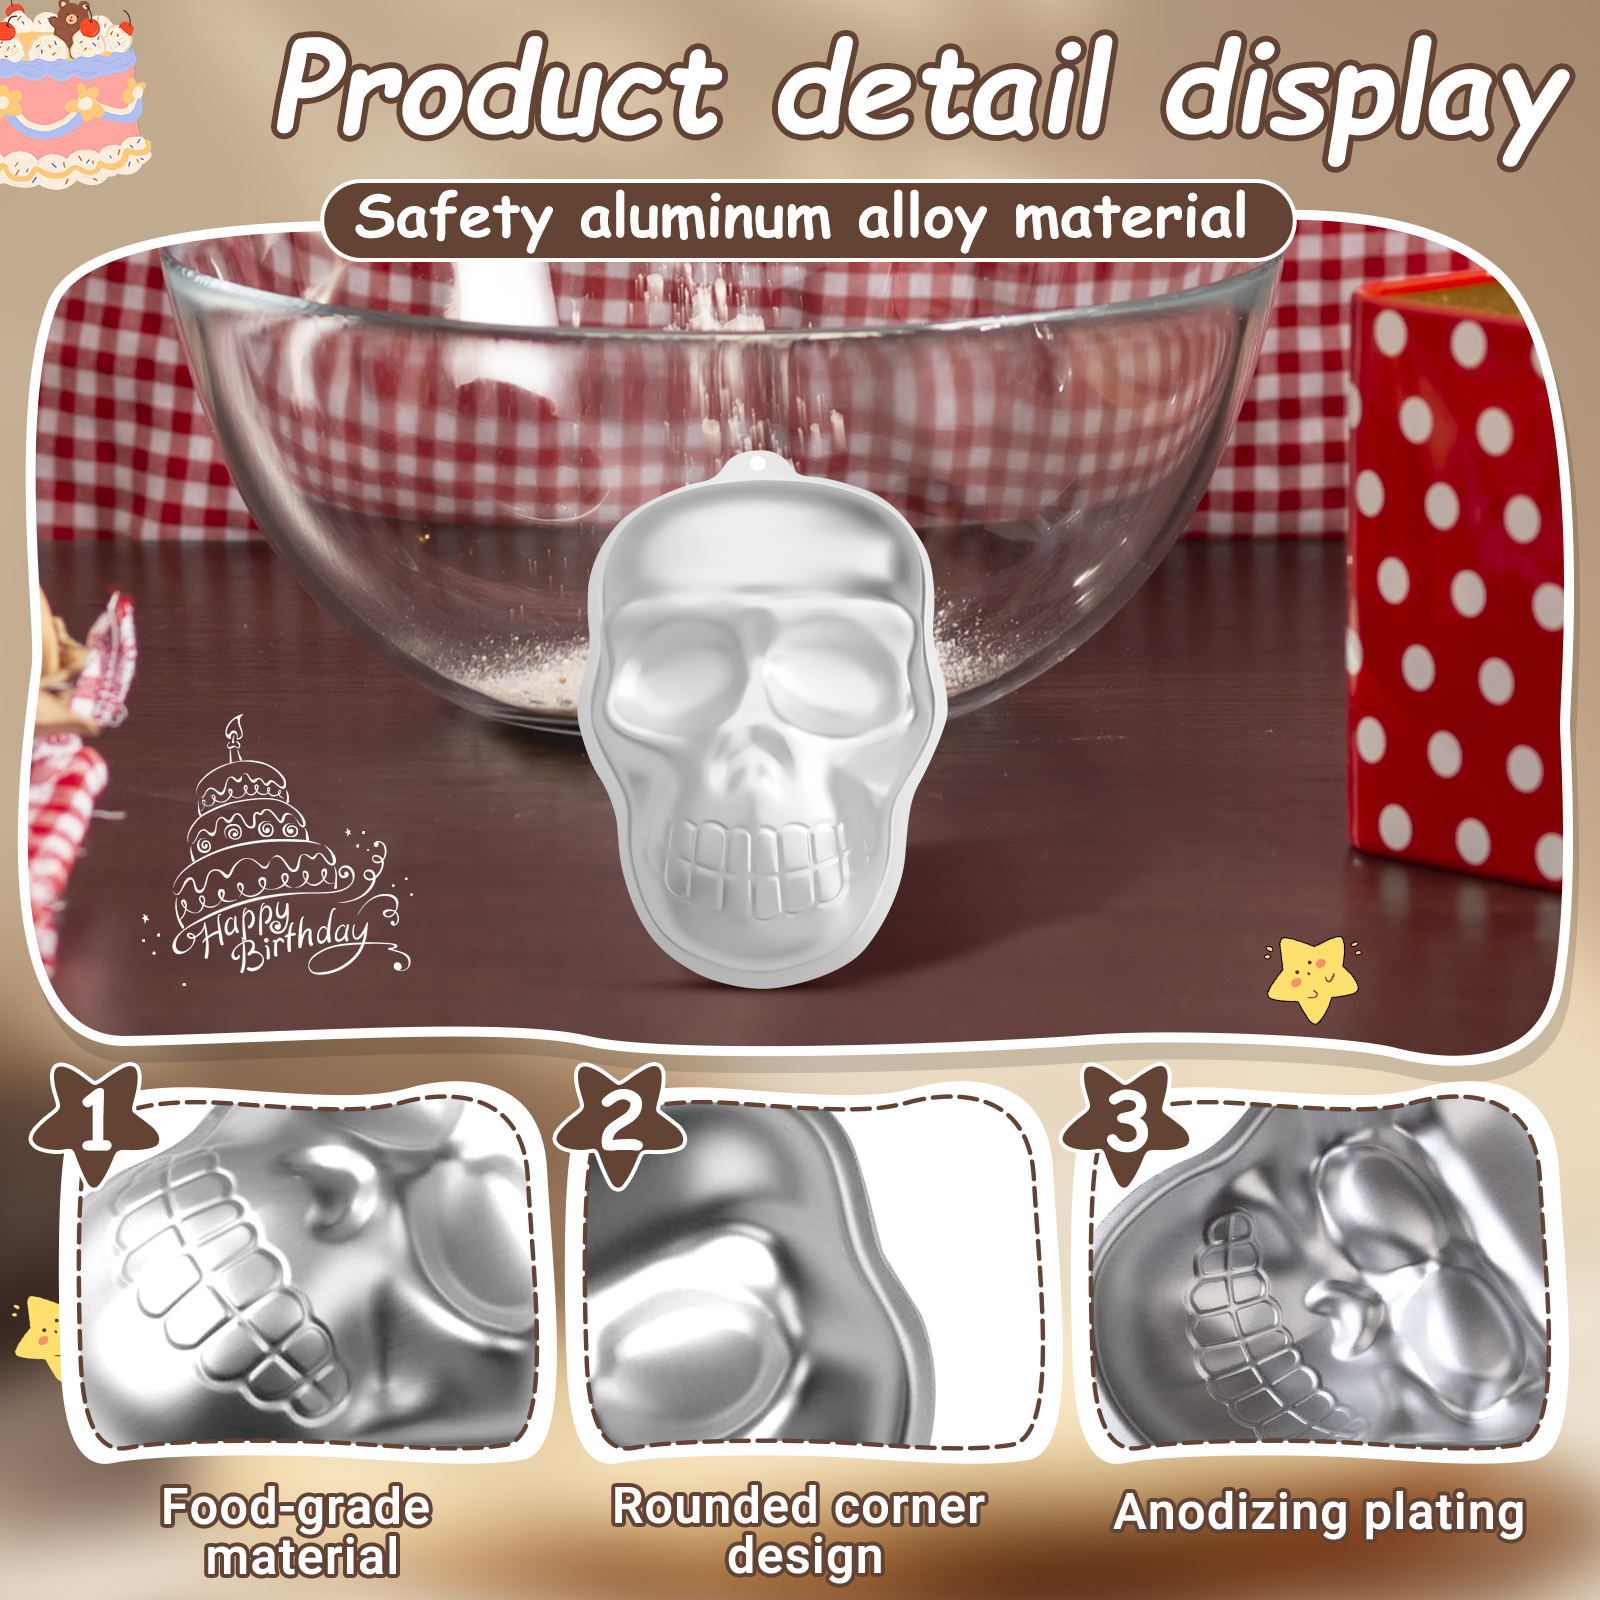 Product detail display
Safety aluminum alloy material
Happy
Birthday
1
2
3
Food-grade
material
Rounded corner
design
Anodizing plating